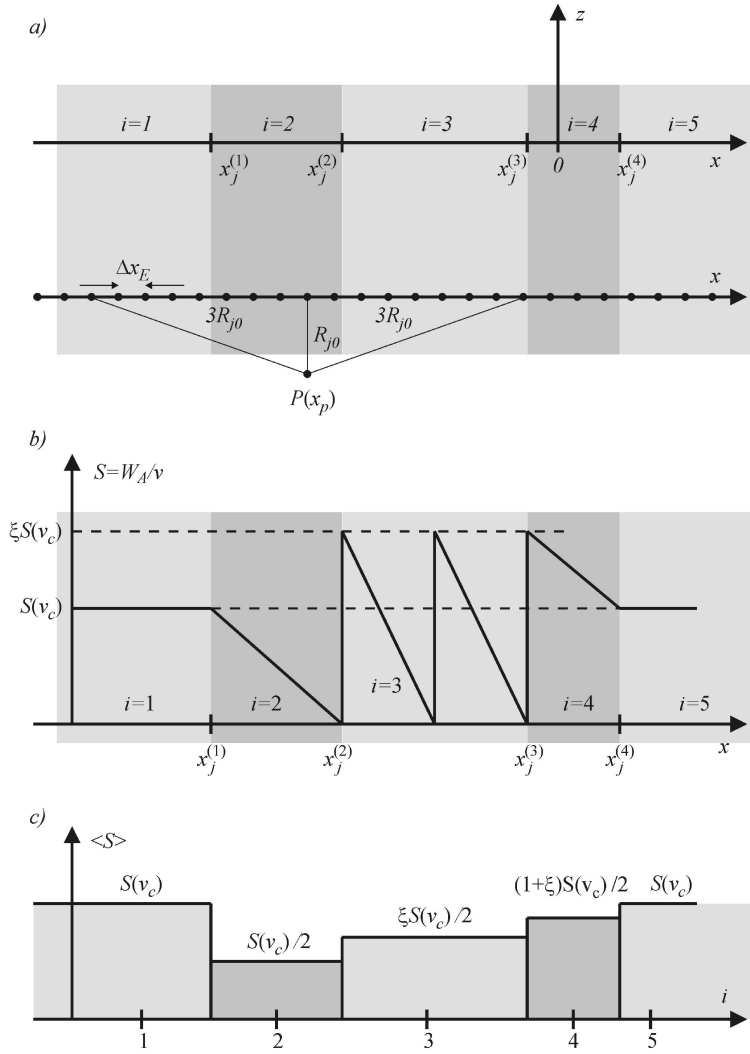 a)
z
i=1 i=2 i=3 i=4 i=5
x_j^(1) x_j^(2) x_j^(3) 0 x_j^(4) x
Δx_E
x
3R_j0 3R_j0
R_j0
P(x_p)
b)
S=W_A/v
ξS(v_c)
S(v_c)
i=3
i=1 i=2 i=4 i=5
x_j^(1) x_j^(2) x_j^(3) x_j^(4) x
c)
<S>
S(v_c) (1+ξ)S(v_c)/2 S(v_c)
S(v_c)/2 ξS(v_c)/2
i
1 2 3 4 5